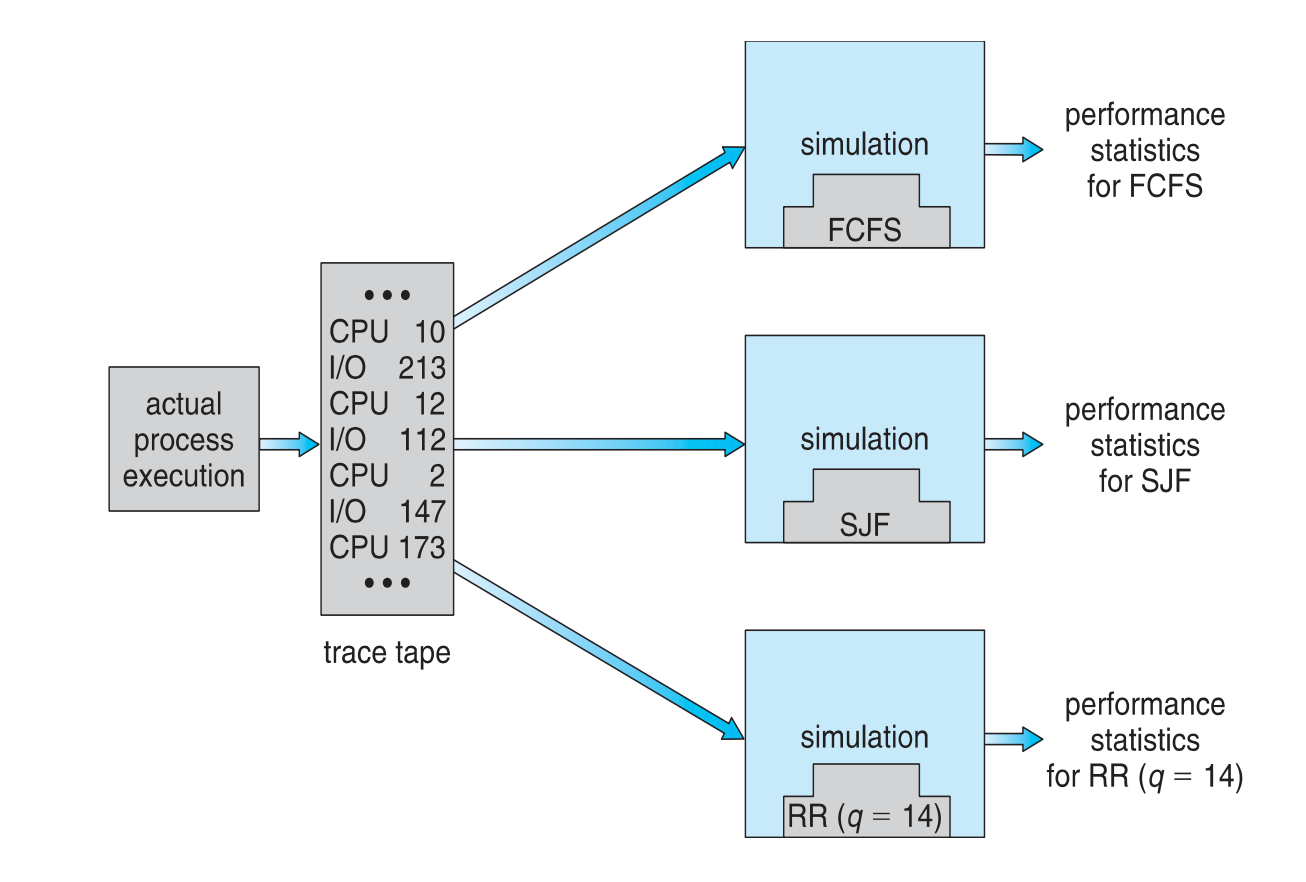 actual
process
execution
•••
CPU 10
I/O 213
CPU 12
I/O 112
CPU 2
I/O 147
CPU 173
•••
trace tape
simulation
FCFS
performance
statistics
for FCFS
simulation
SJF
performance
statistics
for SJF
simulation
RR (q = 14)
performance
statistics
for RR (q = 14)